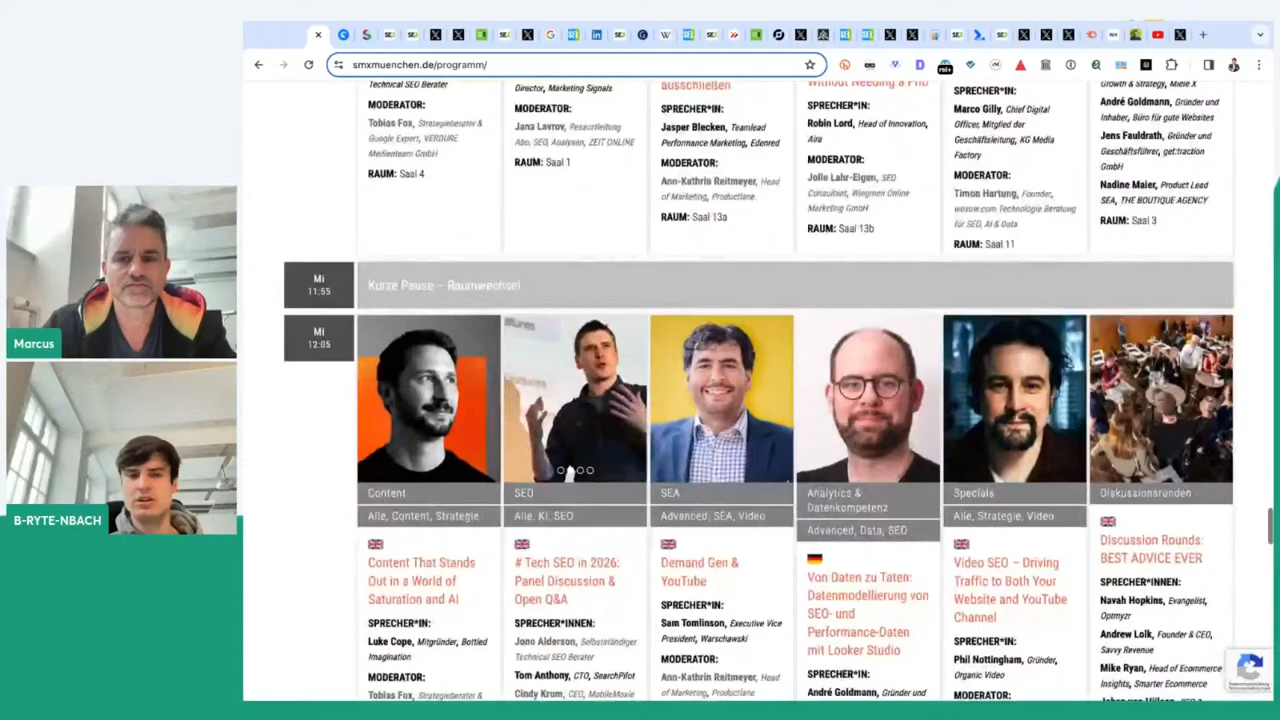 smxmuenchen.de/programm/
Technical SEO Berater
MODERATOR:
Tobias Fox, Strategieberater &
Google Expert, VERDURE
Medienteam GmbH
RAUM: Saal 4
Director, Marketing Signals
MODERATOR:
Jana Lavrov, Ressortleitung
Abo, SEO, Analysen, ZEIT ONLINE
RAUM: Saal 1
ausschließen
SPRECHER*IN:
Jasper Blecken, Teamlead
Performance Marketing, Edenred
MODERATOR:
Ann-Kathrin Reitmeyer, Head
of Marketing, Productlane
RAUM: Saal 13a
Without Needing a PhD
SPRECHER*IN:
Robin Lord, Head of Innovation,
Aira
MODERATOR:
Jolle Lahr-Eigen, SEO
Consultant, Wingmen Online
Marketing GmbH
RAUM: Saal 13b
SPRECHER*IN:
Marco Gilly, Chief Digital
Officer, Mitglied der
Geschäftsleitung, KG Media
Factory
MODERATOR:
Timon Hartung, Founder,
wovow.com Technologie Beratung
für SEO, AI & Data
RAUM: Saal 11
Growth & Strategy, Miele X
André Goldmann, Gründer und
Inhaber, Büro für gute Websites
Jens Fauldrath, Gründer und
Geschäftsführer, get:traction
GmbH
Nadine Maier, Product Lead
SEA, THE BOUTIQUE AGENCY
RAUM: Saal 3
Mi
11:55
Kurze Pause – Raumwechsel
Mi
12:05
Content
Alle, Content, Strategie
Content That Stands
Out in a World of
Saturation and AI
SPRECHER*IN:
Luke Cope, Mitgründer, Bottled
Imagination
MODERATOR:
Tobias Fox, Strategieberater &
SEO
Alle, KI, SEO
# Tech SEO in 2026:
Panel Discussion &
Open Q&A
SPRECHER*INNEN:
Jono Alderson, Selbstständiger
Technical SEO Berater
Tom Anthony, CTO, SearchPilot
Cindy Krum, CEO, MobileMoxie
SEA
Advanced, SEA, Video
Demand Gen &
YouTube
SPRECHER*IN:
Sam Tomlinson, Executive Vice
President, Warschawski
MODERATOR:
Ann-Kathrin Reitmeyer, Head
of Marketing, Productlane
Analytics &
Datenkompetenz
Advanced, Data, SEO
Von Daten zu Taten:
Datenmodellierung von
SEO- und
Performance-Daten
mit Looker Studio
SPRECHER*IN:
André Goldmann, Gründer und
Specials
Alle, Strategie, Video
Video SEO – Driving
Traffic to Both Your
Website and YouTube
Channel
SPRECHER*IN:
Phil Nottingham, Gründer,
Organic Video
MODERATOR:
Diskussionsrunden
Discussion Rounds:
BEST ADVICE EVER
SPRECHER*INNEN:
Navah Hopkins, Evangelist,
Optmyzr
Andrew Lolk, Founder & CEO,
Savvy Revenue
Mike Ryan, Head of Ecommerce
Insights, Smarter Ecommerce
Marcus
B-RYTE-NBACH